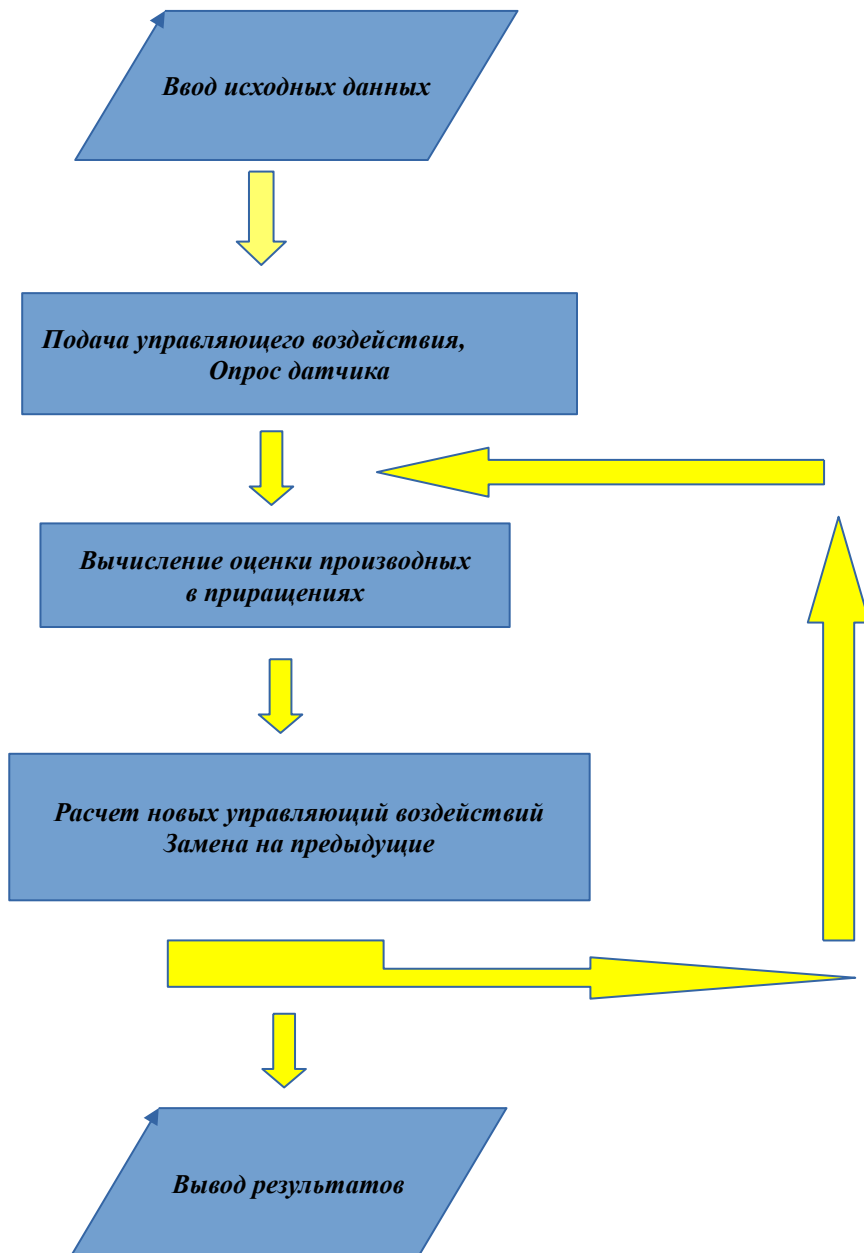 Ввод исходных данных
Подача управляющего воздействия,
Опрос датчика
Вычисление оценки производных
в приращениях
Расчет новых управляющий воздействий
Замена на предыдущие
Вывод результатов